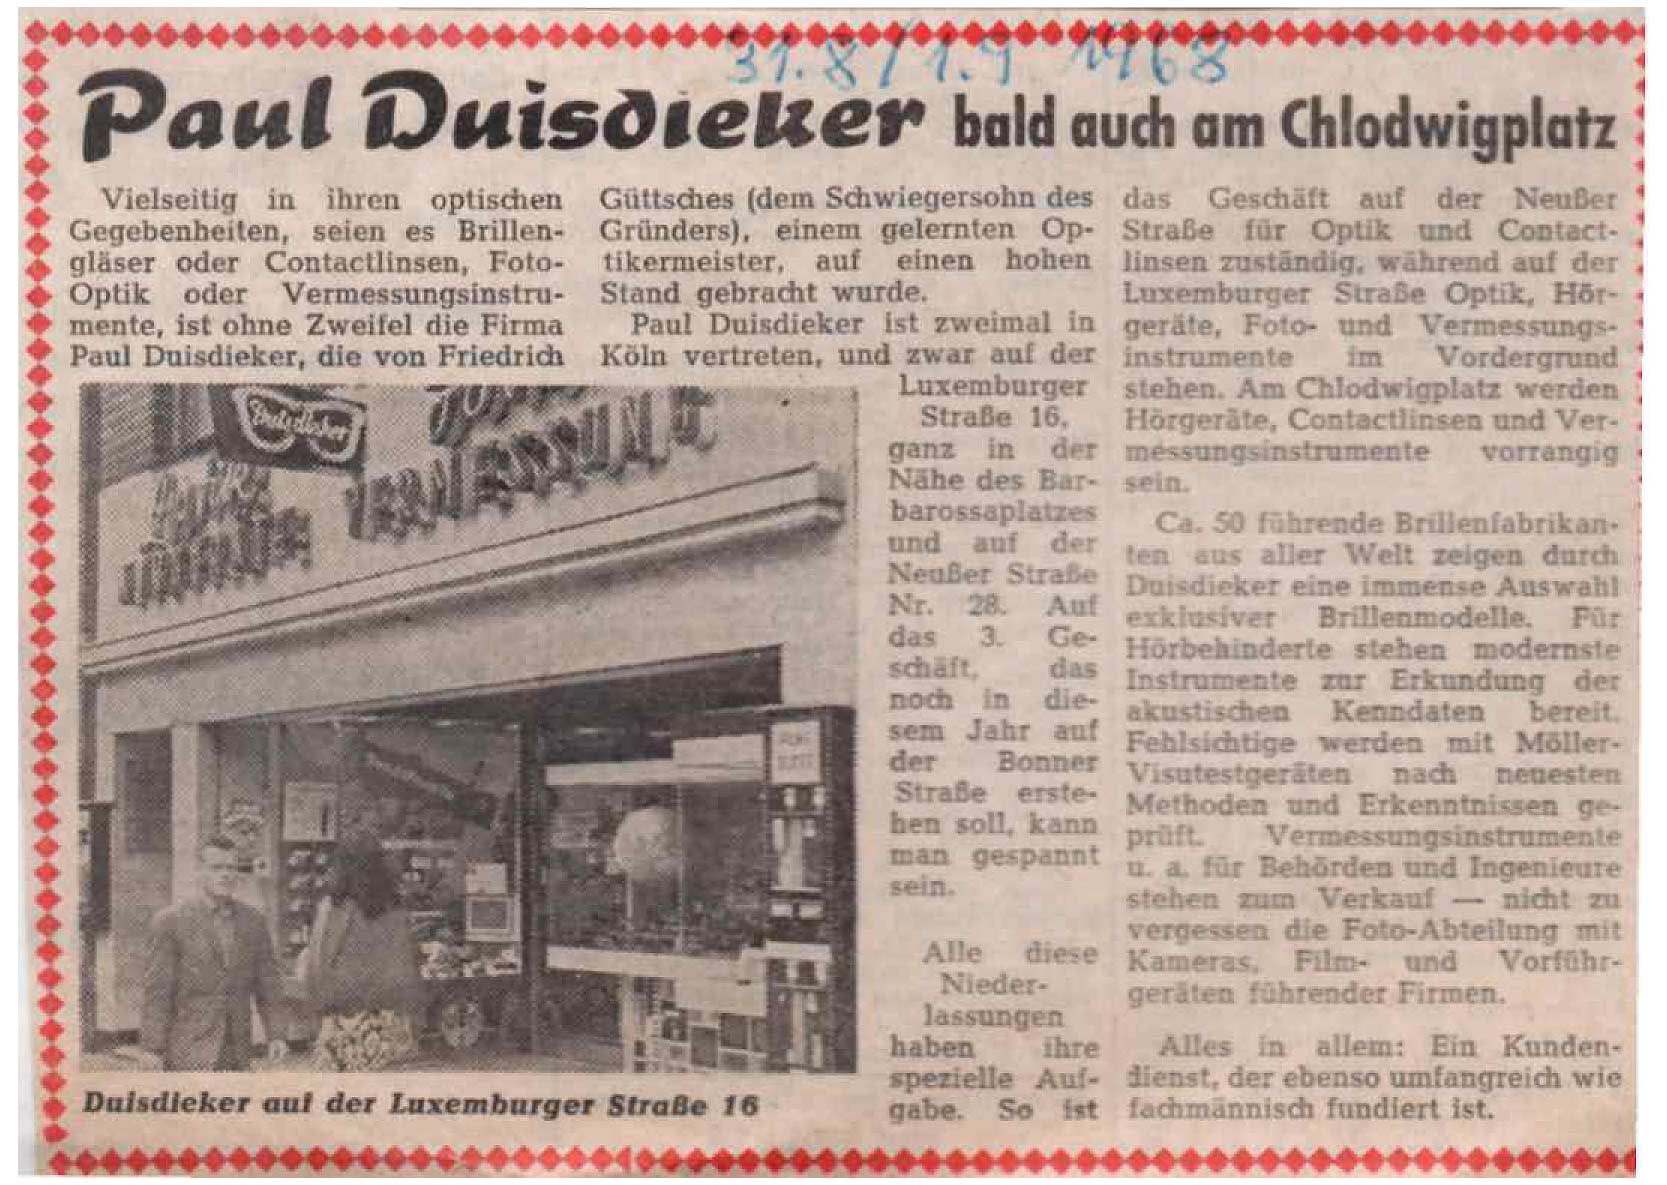 31.8/1.9 1968
Paul Duisdieker bald auch am Chlodwigplatz
Vielseitig in ihren optischen
Gegebenheiten, seien es Brillen-
gläser oder Contactlinsen, Foto-
Optik oder Vermessungsinstru-
mente, ist ohne Zweifel die Firma
Paul Duisdieker, die von Friedrich
Güttsches (dem Schwiegersohn des
Gründers), einem gelernten Op-
tikermeister, auf einen hohen
Stand gebracht wurde.
Paul Duisdieker ist zweimal in
Köln vertreten, und zwar auf der
Luxemburger
Straße 16,
ganz in der
Nähe des Bar-
barossaplatzes
und auf der
Neußer Straße
Nr. 28. Auf
das 3. Ge-
schäft, das
noch in die-
sem Jahr auf
der Bonner
Straße erste-
hen soll, kann
man gespannt
sein.
Alle diese
Nieder-
lassungen
haben ihre
spezielle Auf-
gabe. So ist
das Geschäft auf der Neußer
Straße für Optik und Contact-
linsen zuständig, während auf der
Luxemburger Straße Optik, Hör-
geräte, Foto- und Vermessungs-
instrumente im Vordergrund
stehen. Am Chlodwigplatz werden
Hörgeräte, Contactlinsen und Ver-
messungsinstrumente vorrangig
sein.
Ca. 50 führende Brillenfabrikan-
ten aus aller Welt zeigen durch
Duisdieker eine immense Auswahl
exklusiver Brillenmodelle. Für
Hörbehinderte stehen modernste
Instrumente zur Erkundung der
akustischen Kenndaten bereit.
Fehlsichtige werden mit Möller-
Visutestgeräten nach neuesten
Methoden und Erkenntnissen ge-
prüft. Vermessungsinstrumente
u. a. für Behörden und Ingenieure
stehen zum Verkauf — nicht zu
vergessen die Foto-Abteilung mit
Kameras, Film- und Vorführ-
geräten führender Firmen.
Alles in allem: Ein Kunden-
dienst, der ebenso umfangreich wie
fachmännisch fundiert ist.
Duisdieker
VERMESSUNG
Duisdieker auf der Luxemburger Straße 16